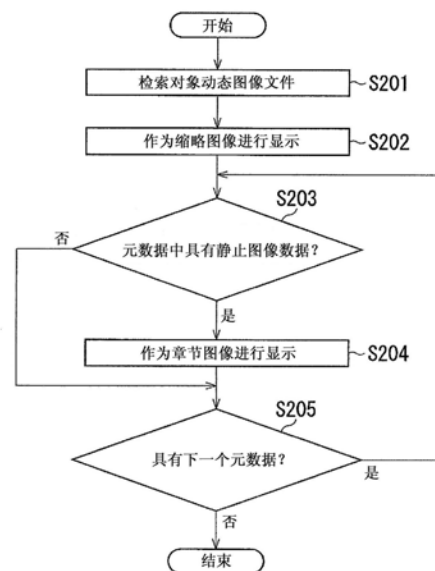 开始
检索对象动态图像文件
S201
作为缩略图像进行显示
S202
S203
元数据中具有静止图像数据?
否
是
作为章节图像进行显示
S204
S205
具有下一个元数据?
是
否
结束